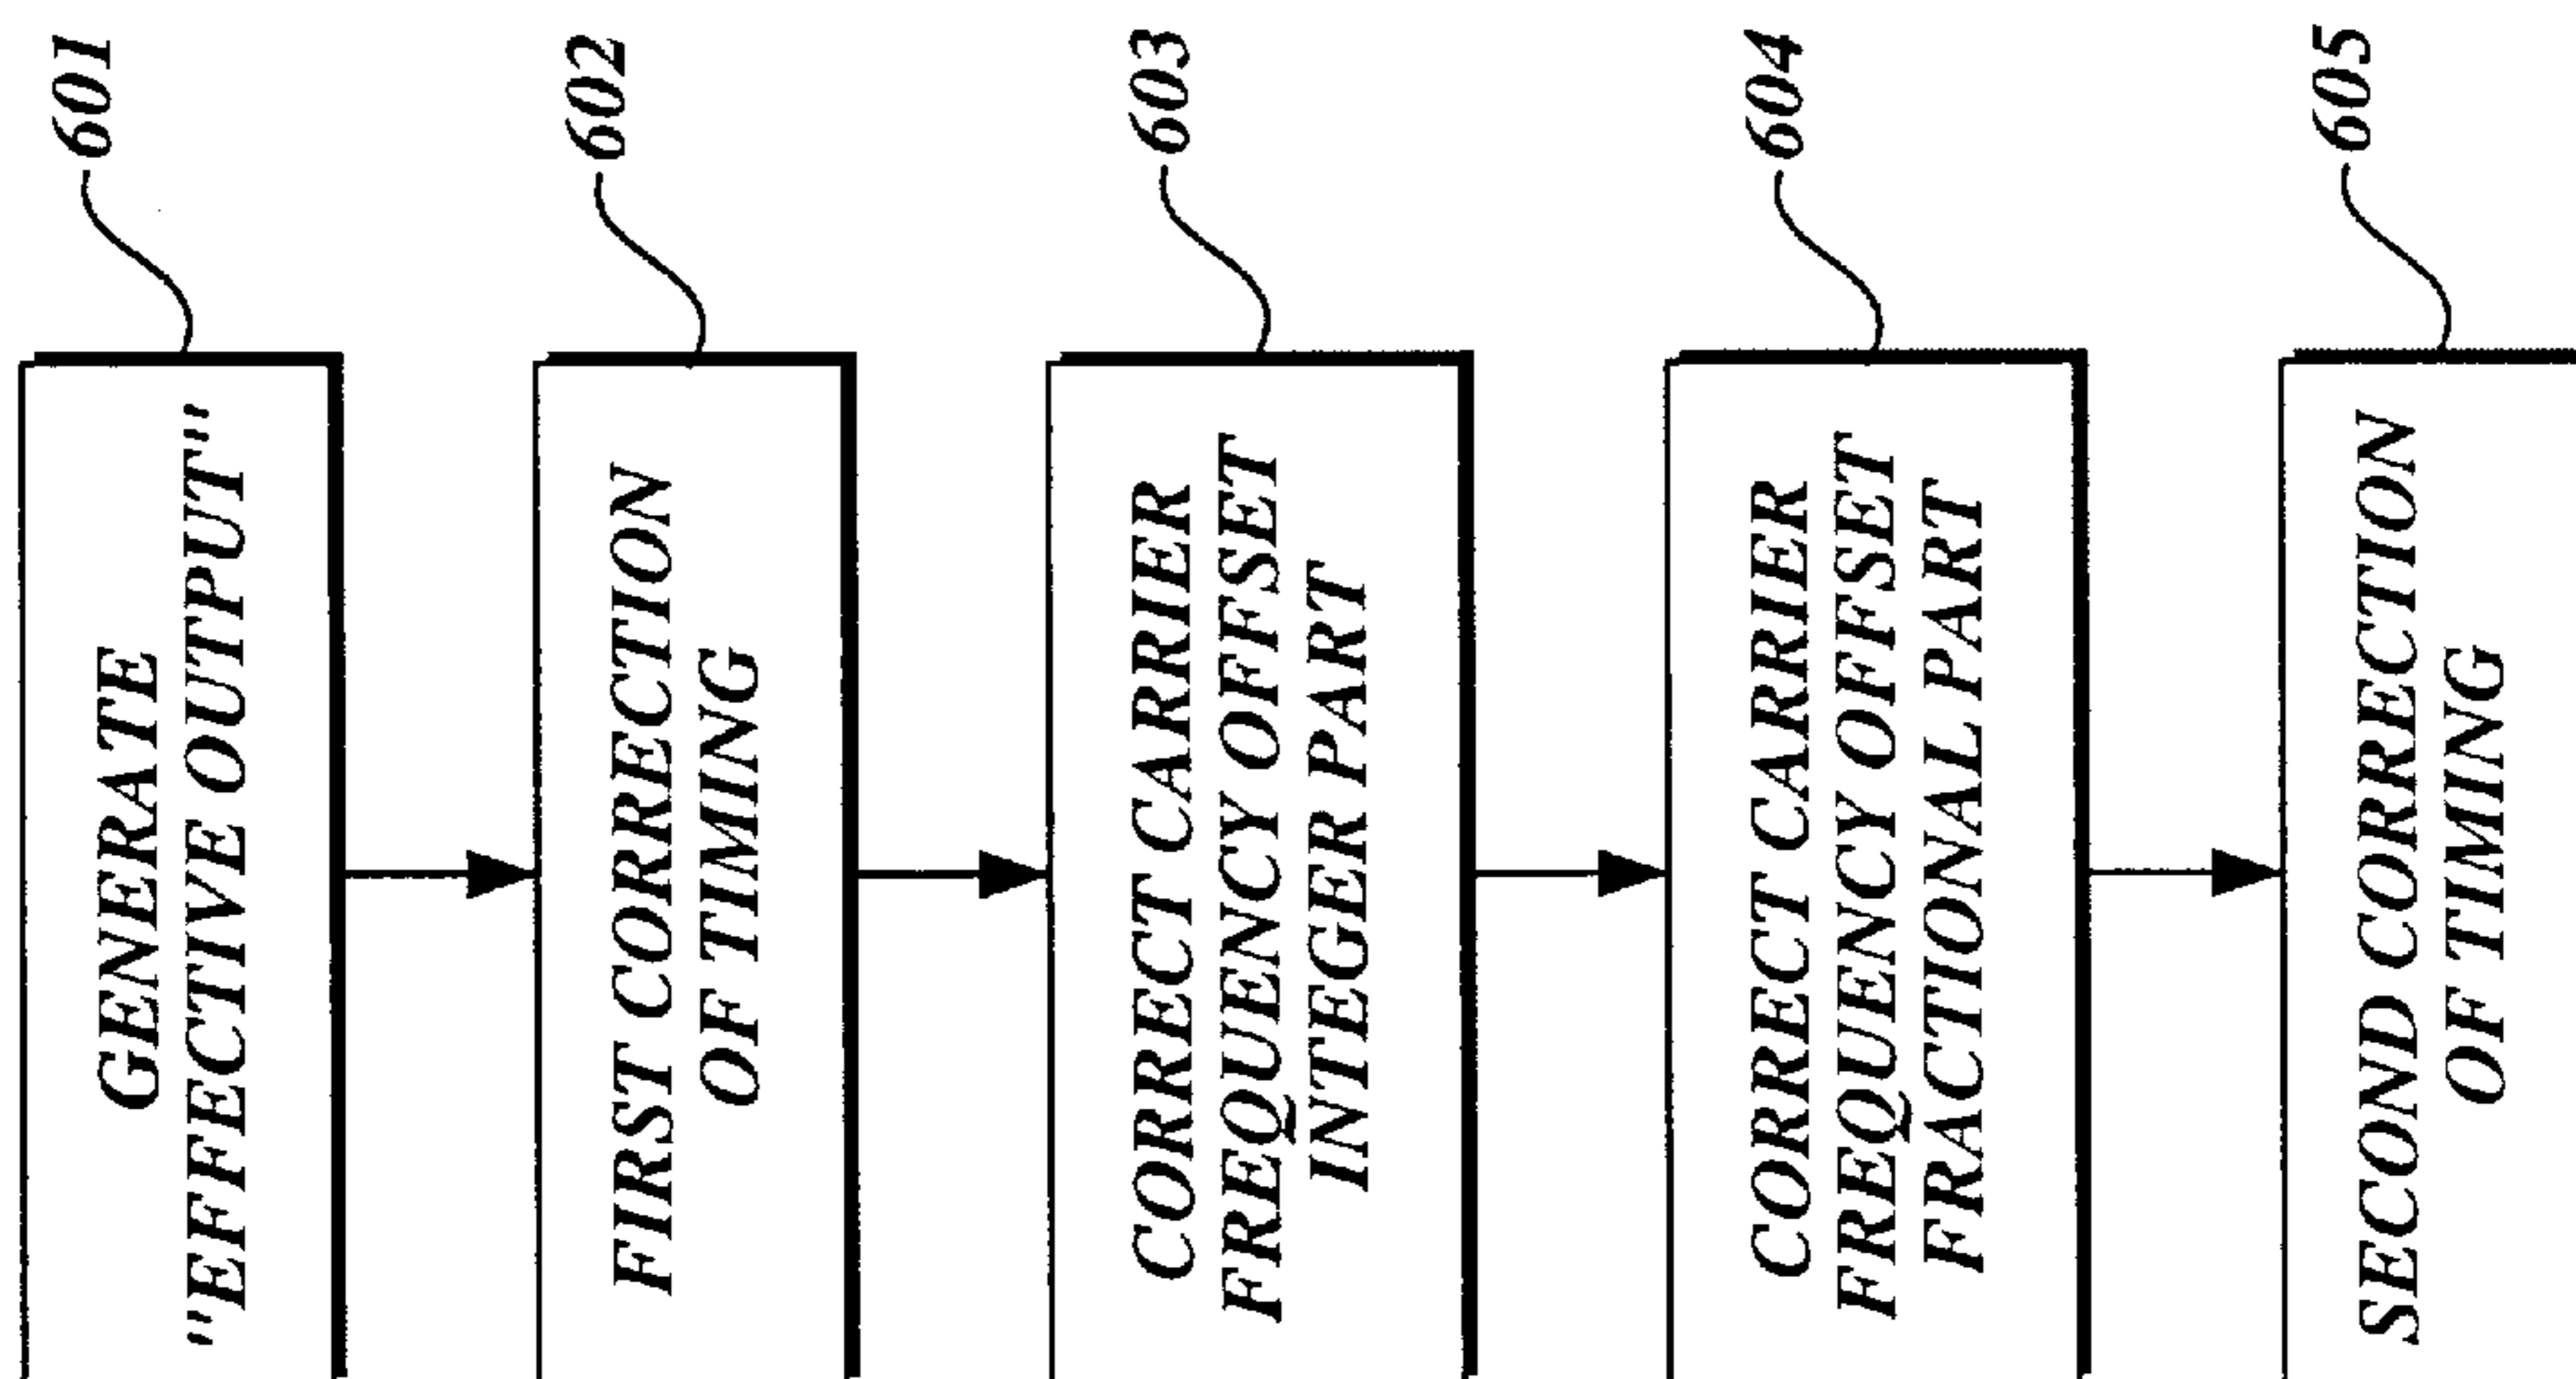 601
GENERATE
"EFFECTIVE OUTPUT"
602
FIRST CORRECTION
OF TIMING
603
CORRECT CARRIER
FREQUENCY OFFSET
INTEGER PART
604
CORRECT CARRIER
FREQUENCY OFFSET
FRACTIONAL PART
605
SECOND CORRECTION
OF TIMING